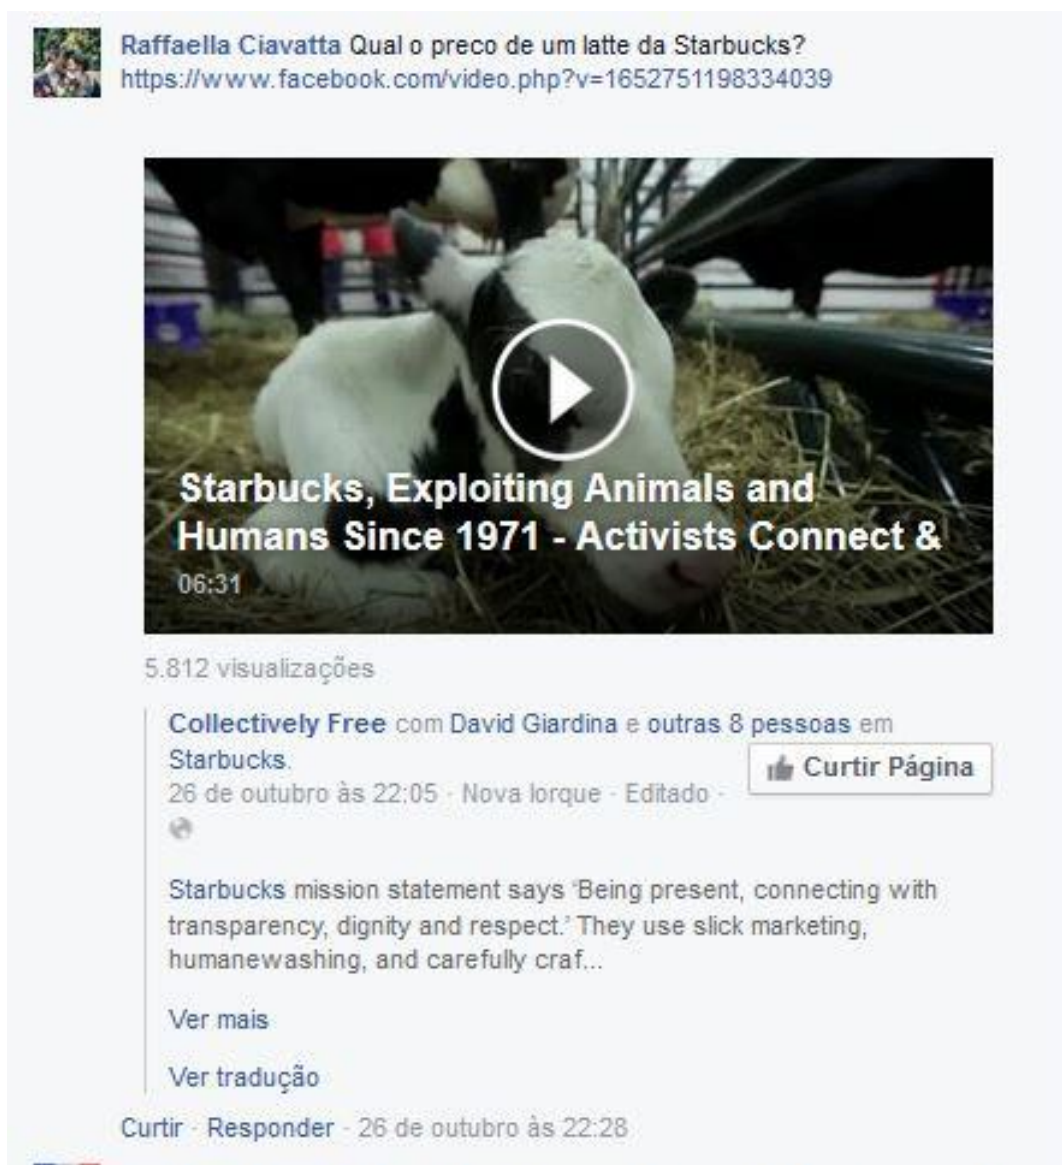 Raffaella Ciavatta Qual o preco de um latte da Starbucks?
https://www.facebook.com/video.php?v=1652751198334039
Starbucks, Exploiting Animals and
Humans Since 1971 - Activists Connect &
06:31
5.812 visualizações
Collectively Free com David Giardina e outras 8 pessoas em
Starbucks.
Curtir Página
26 de outubro às 22:05 · Nova Iorque · Editado ·
Starbucks mission statement says 'Being present, connecting with
transparency, dignity and respect.' They use slick marketing,
humanewashing, and carefully craf...
Ver mais
Ver tradução
Curtir · Responder · 26 de outubro às 22:28